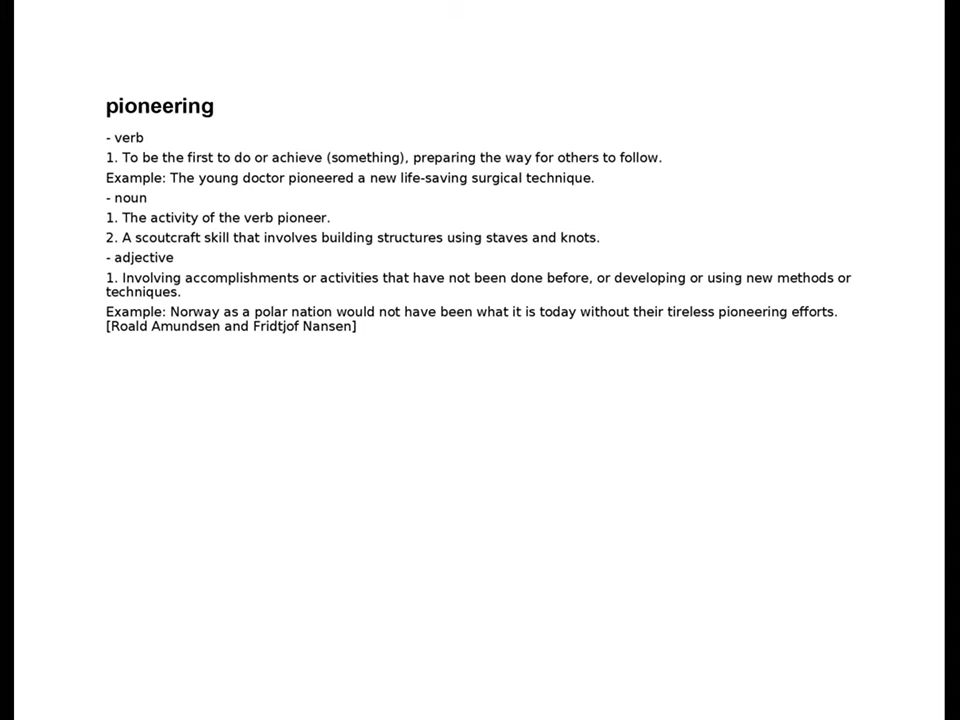 pioneering
- verb
1. To be the first to do or achieve (something), preparing the way for others to follow.
Example: The young doctor pioneered a new life-saving surgical technique.
- noun
1. The activity of the verb pioneer.
2. A scoutcraft skill that involves building structures using staves and knots.
- adjective
1. Involving accomplishments or activities that have not been done before, or developing or using new methods or
techniques.
Example: Norway as a polar nation would not have been what it is today without their tireless pioneering efforts.
[Roald Amundsen and Fridtjof Nansen]